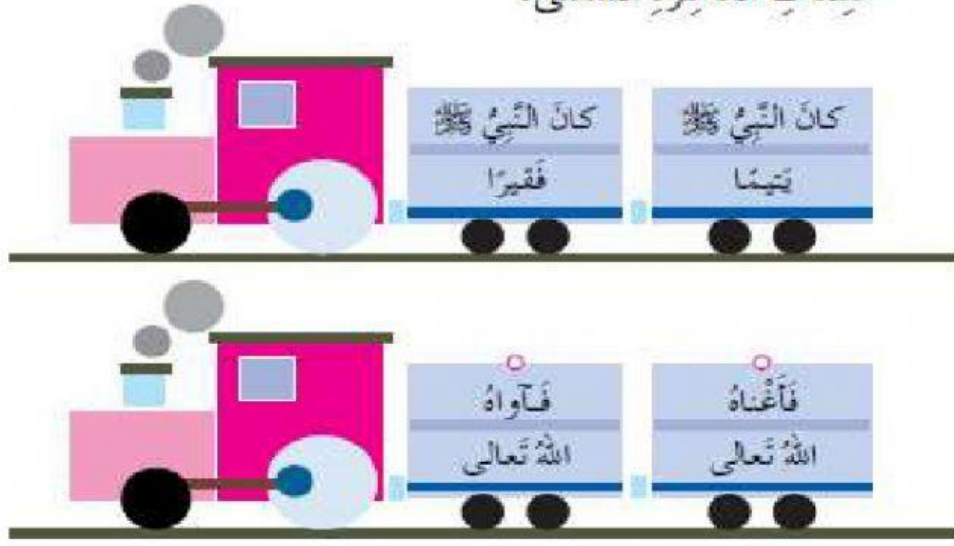 كانَ النَّبِيُّ ﷺ
يَتيمًا
كانَ النَّبِيُّ ﷺ
فَقيرًا
فَأَغْناهُ
اللهُ تَعالى
فَآواهُ
اللهُ تَعالى